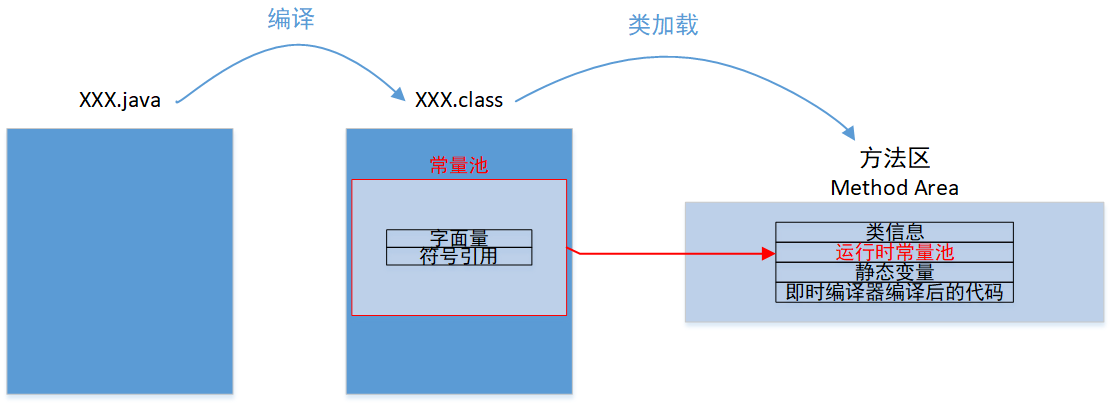 编译
类加载
XXX.java
XXX.class
方法区
Method Area
常量池
字面量
符号引用
类信息
运行时常量池
静态变量
即时编译器编译后的代码